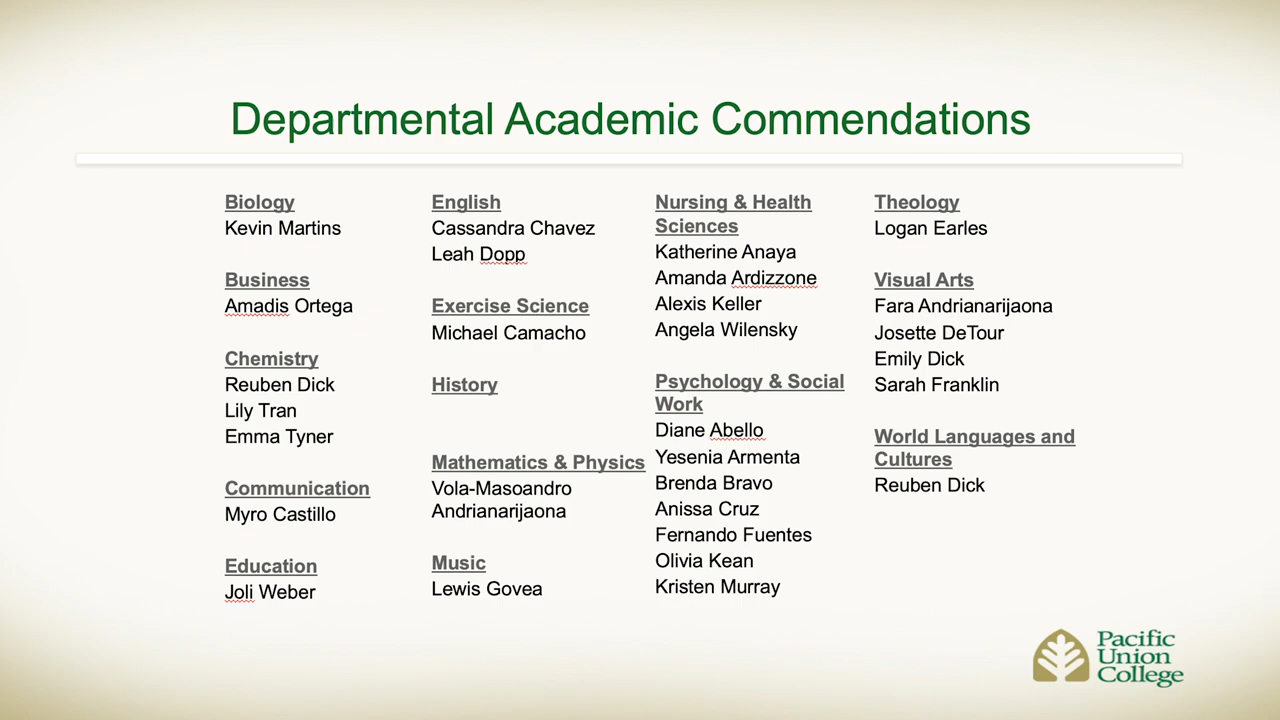 Departmental Academic Commendations
Biology
Kevin Martins
Business
Amadis Ortega
Chemistry
Reuben Dick
Lily Tran
Emma Tyner
Communication
Myro Castillo
Education
Joli Weber
English
Cassandra Chavez
Leah Dopp
Exercise Science
Michael Camacho
History
Mathematics & Physics
Vola-Masoandro
Andrianarijaona
Music
Lewis Govea
Nursing & Health
Sciences
Katherine Anaya
Amanda Ardizzone
Alexis Keller
Angela Wilensky
Psychology & Social
Work
Diane Abello
Yesenia Armenta
Brenda Bravo
Anissa Cruz
Fernando Fuentes
Olivia Kean
Kristen Murray
Theology
Logan Earles
Visual Arts
Fara Andrianarijaona
Josette DeTour
Emily Dick
Sarah Franklin
World Languages and
Cultures
Reuben Dick
Pacific
Union
College